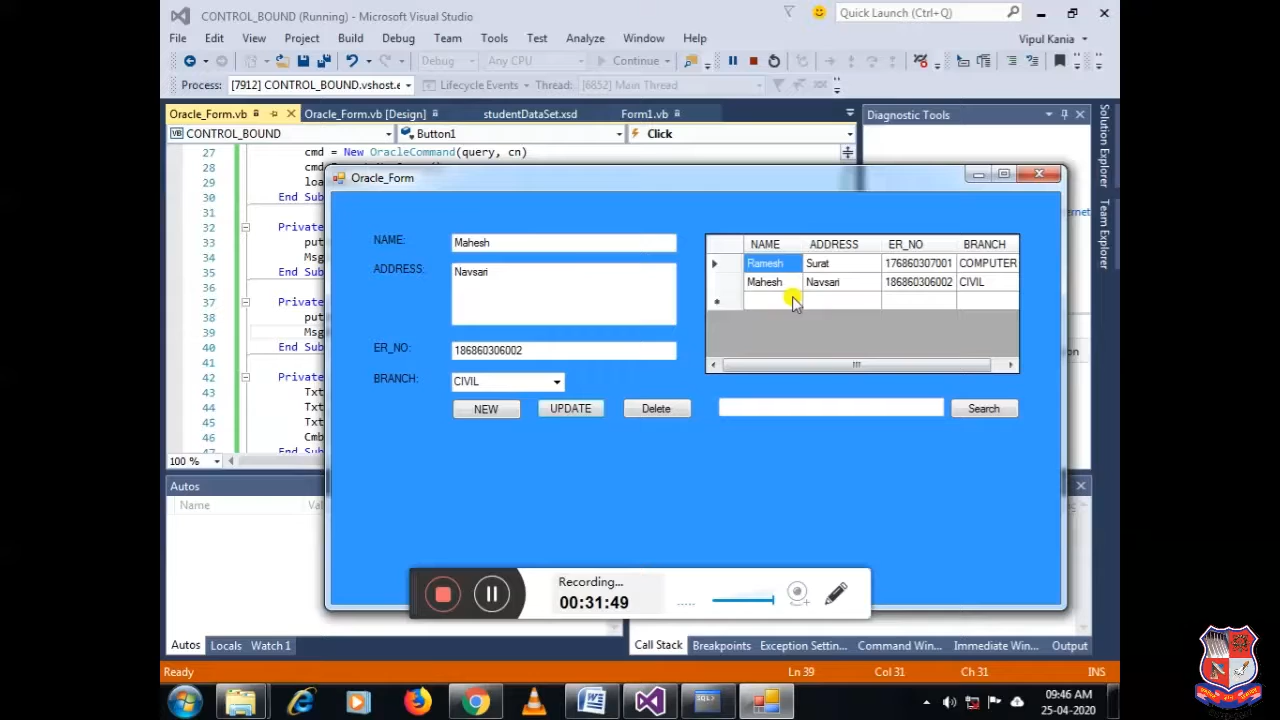 CONTROL_BOUND (Running) - Microsoft Visual Studio
Quick Launch (Ctrl+Q)
File Edit View Project Build Debug Team Tools Test Analyze Window Help Vipul Kania
Debug Any CPU Continue
Process: [7912] CONTROL_BOUND.vshost.e Lifecycle Events Thread: [6852] Main Thread
Oracle_Form.vb Oracle_Form.vb [Design] studentDataSet.xsd Form1.vb
Diagnostic Tools
CONTROL_BOUND Button1 Click
27 cmd = New OracleCommand(query, cn)
28 cmd
29 loa
30 End Sub
31
32 Private
33 put
34 Msg
35 End Sub
36
37 Private
38 put
39 Msg
40 End Sub
41
42 Private
43 Txt
44 Txt
45 Txt
46 Cmb
47 End Sub
100 %
Solution Explorer
Team Explorer
Oracle_Form
NAME: Mahesh
ADDRESS: Navsari
ER_NO: 186860306002
BRANCH: CIVIL
NEW UPDATE Delete Search
NAME ADDRESS ER_NO BRANCH
Ramesh Surat 176860307001 COMPUTER
Mahesh Navsari 186860306002 CIVIL
Autos
Name
Recording...
00:31:49
Autos Locals Watch 1
Call Stack Breakpoints Exception Settin... Command Win... Immediate Win... Output
Ready Ln 39 Col 31 Ch 31 INS
09:46 AM
25-04-2020